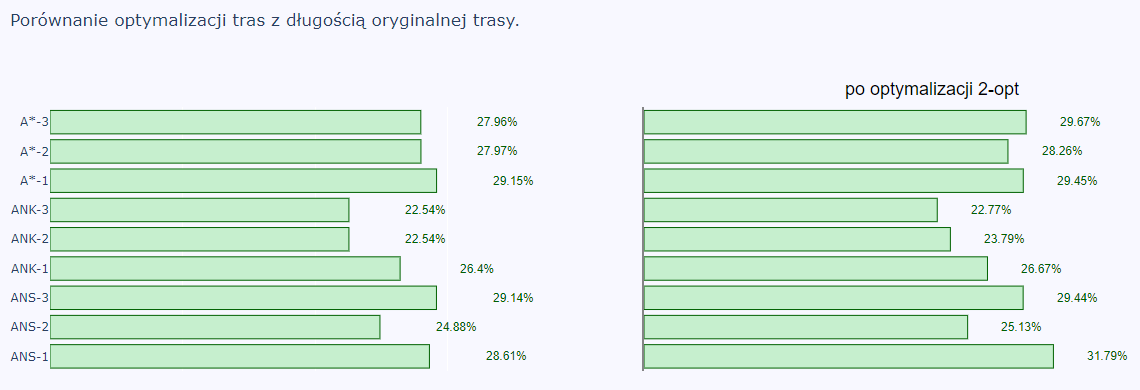 Porównanie optymalizacji tras z długością oryginalnej trasy.
po optymalizacji 2-opt
A*-3 27.96% 29.67%
A*-2 27.97% 28.26%
A*-1 29.15% 29.45%
ANK-3 22.54% 22.77%
ANK-2 22.54% 23.79%
ANK-1 26.4% 26.67%
ANS-3 29.14% 29.44%
ANS-2 24.88% 25.13%
ANS-1 28.61% 31.79%